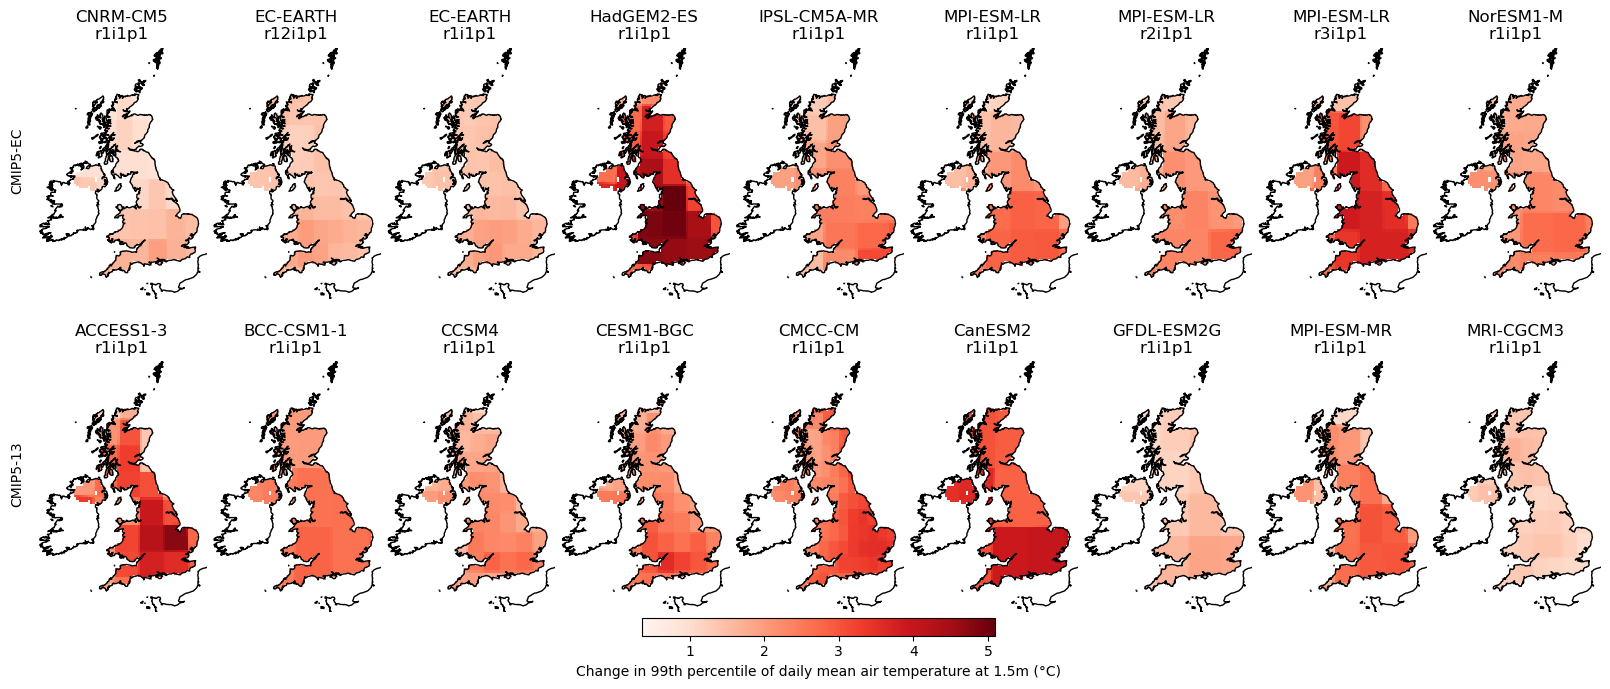 CNRM-CM5
r1i1p1
EC-EARTH
r12i1p1
EC-EARTH
r1i1p1
HadGEM2-ES
r1i1p1
IPSL-CM5A-MR
r1i1p1
MPI-ESM-LR
r1i1p1
MPI-ESM-LR
r2i1p1
MPI-ESM-LR
r3i1p1
NorESM1-M
r1i1p1
CMIP5-EC
ACCESS1-3
r1i1p1
BCC-CSM1-1
r1i1p1
CCSM4
r1i1p1
CESM1-BGC
r1i1p1
CMCC-CM
r1i1p1
CanESM2
r1i1p1
GFDL-ESM2G
r1i1p1
MPI-ESM-MR
r1i1p1
MRI-CGCM3
r1i1p1
CMIP5-13
1 2 3 4 5
Change in 99th percentile of daily mean air temperature at 1.5m (°C)